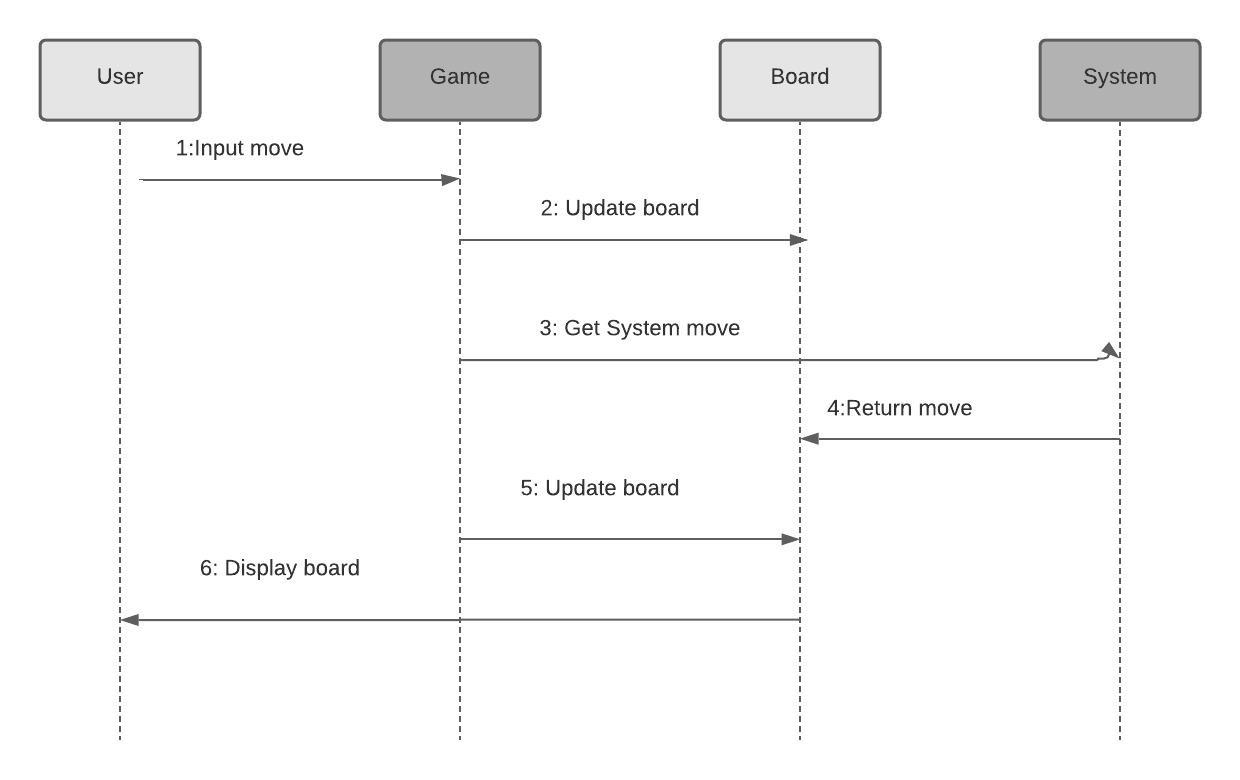 User
Game
Board
System
1:Input move
2: Update board
3: Get System move
4:Return move
5: Update board
6: Display board